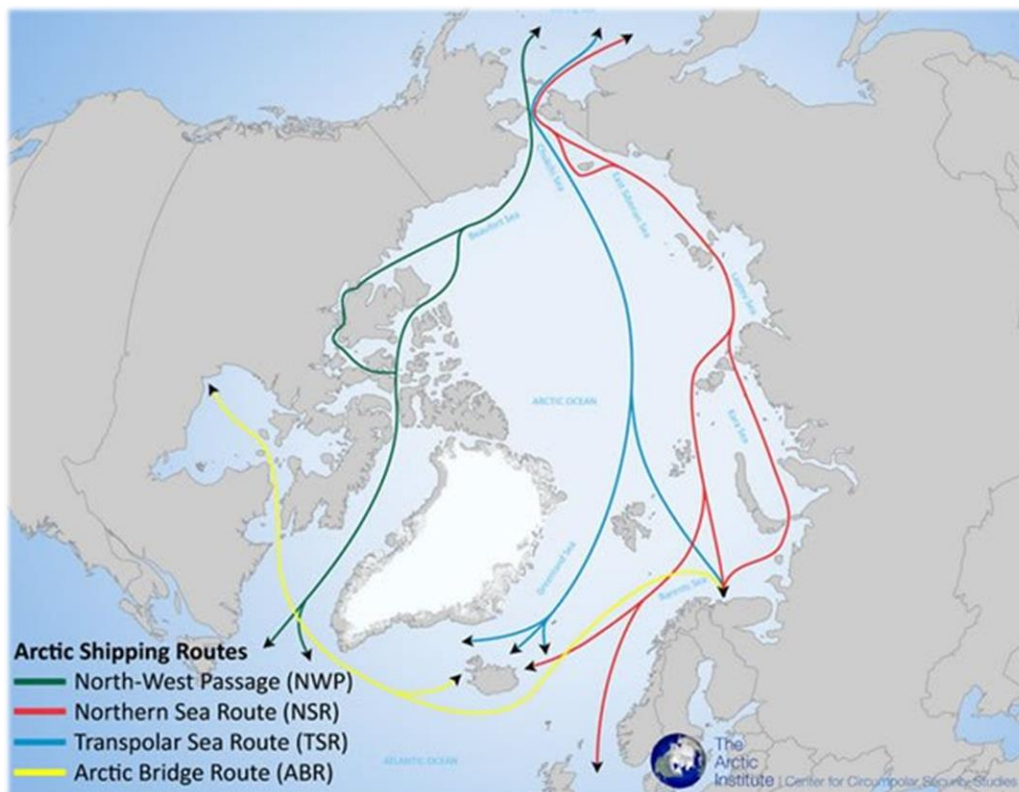 Chukchi Sea
East Siberian Sea
Beaufort Sea
Laptev Sea
ARCTIC OCEAN
Kara Sea
Greenland Sea
Barents Sea
Arctic Shipping Routes
North-West Passage (NWP)
Northern Sea Route (NSR)
Transpolar Sea Route (TSR)
Arctic Bridge Route (ABR)
ATLANTIC OCEAN
The
Arctic
Institute | Center for Circumpolar Security Studies